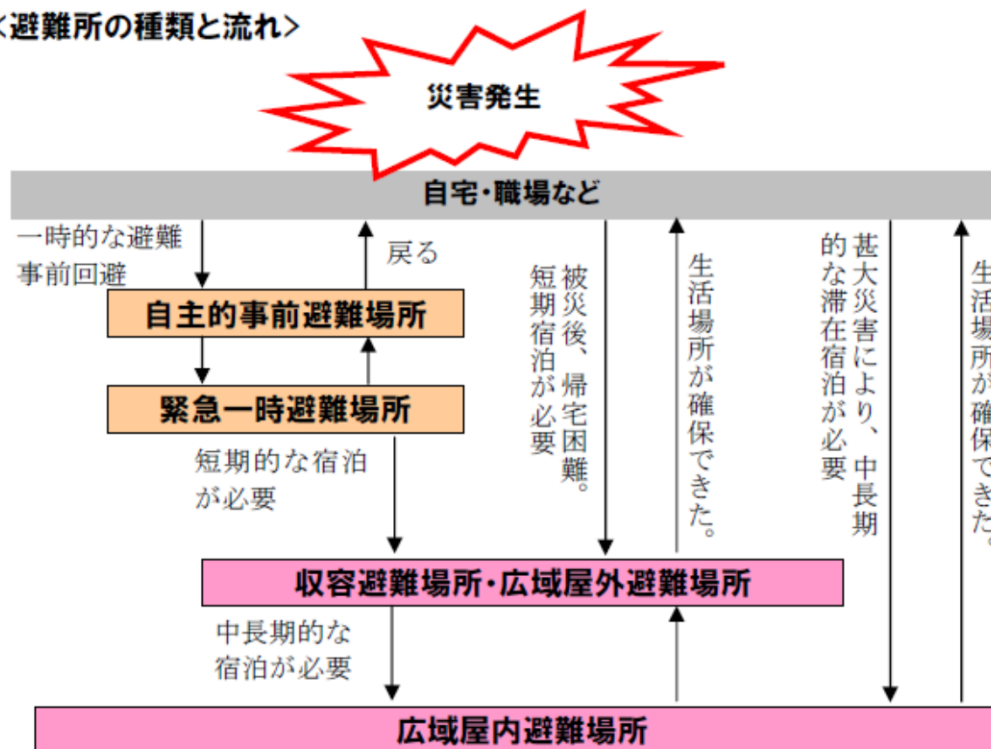 <避難所の種類と流れ>
災害発生
自宅・職場など
一時的な避難
事前回避
戻る
自主的事前避難場所
緊急一時避難場所
短期的な宿泊
が必要
被災後、帰宅困難。
短期宿泊が必要
生活場所が確保できた。
甚大災害により、中長期
的な滞在宿泊が必要
生活場所が確保できた。
収容避難場所・広域屋外避難場所
中長期的な
宿泊が必要
広域屋内避難場所